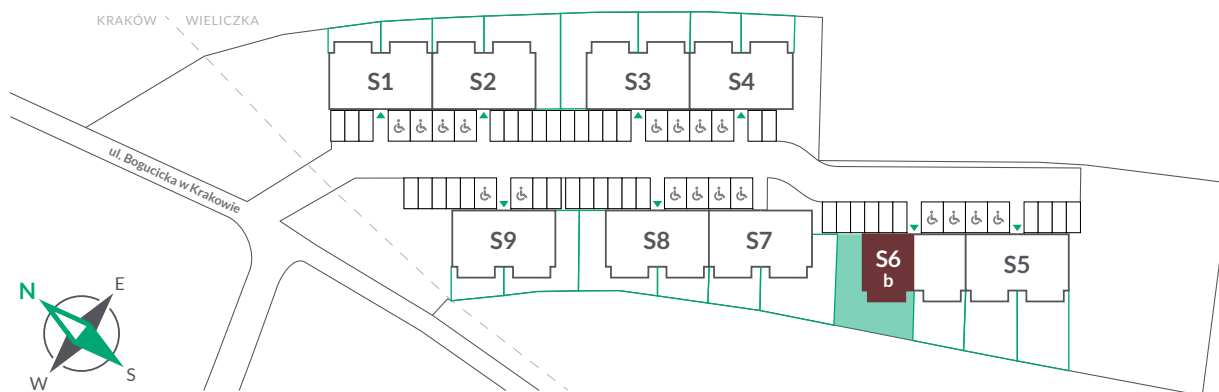 KRAKÓW
WIELICZKA
S1
S2
S3
S4
ul. Bogucicka w Krakowie
S9
S8
S7
S6
b
S5
N
E
W
S